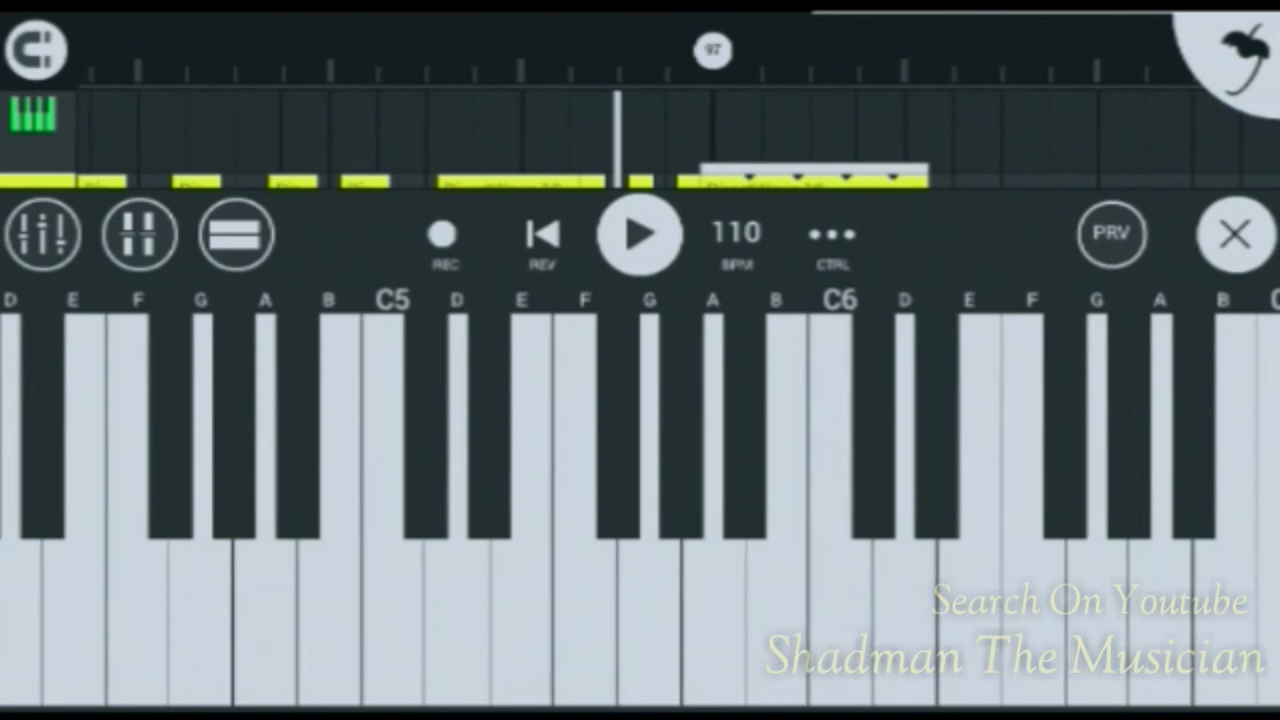 97
110
PRV
REC
REV
BPM
CTRL
D E F G A B C5 D E F G A B C6 D E F G A B
Search On Youtube
Shadman The Musician